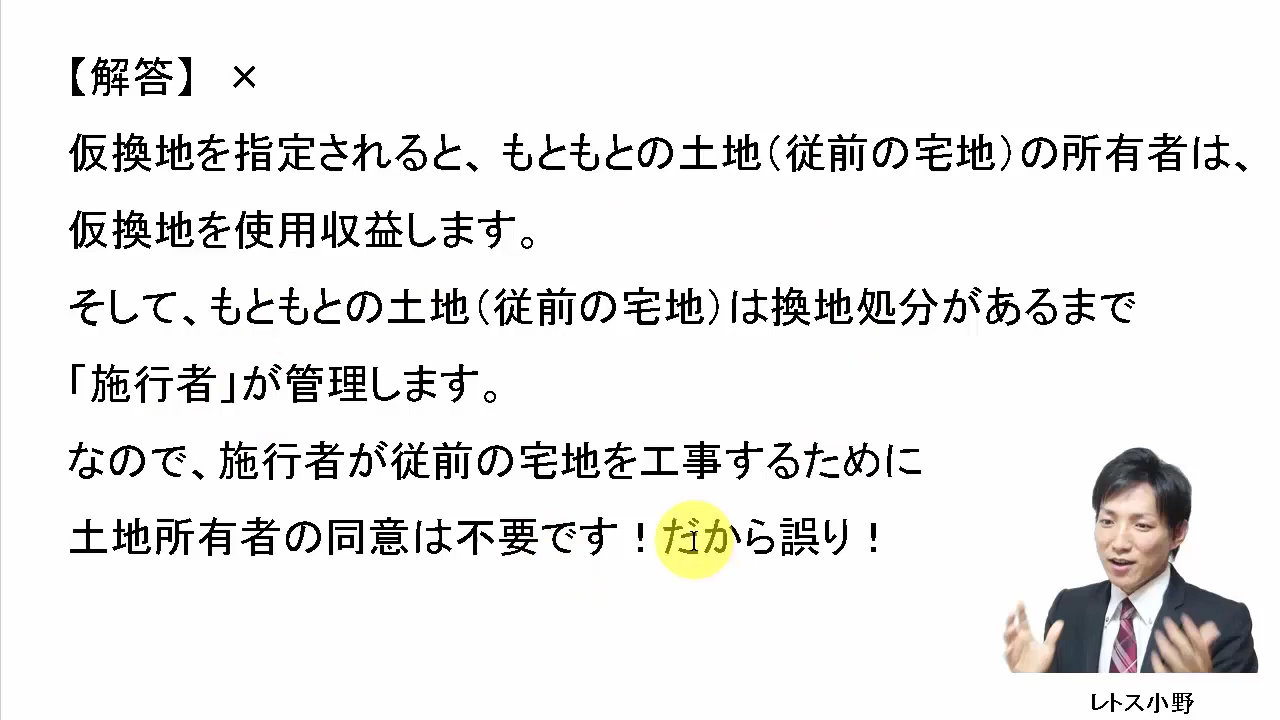 【解答】 ×
仮換地を指定されると、もともとの土地（従前の宅地）の所有者は、
仮換地を使用収益します。
そして、もともとの土地（従前の宅地）は換地処分があるまで
「施行者」が管理します。
なので、施行者が従前の宅地を工事するために
土地所有者の同意は不要です！だから誤り！
レトス小野